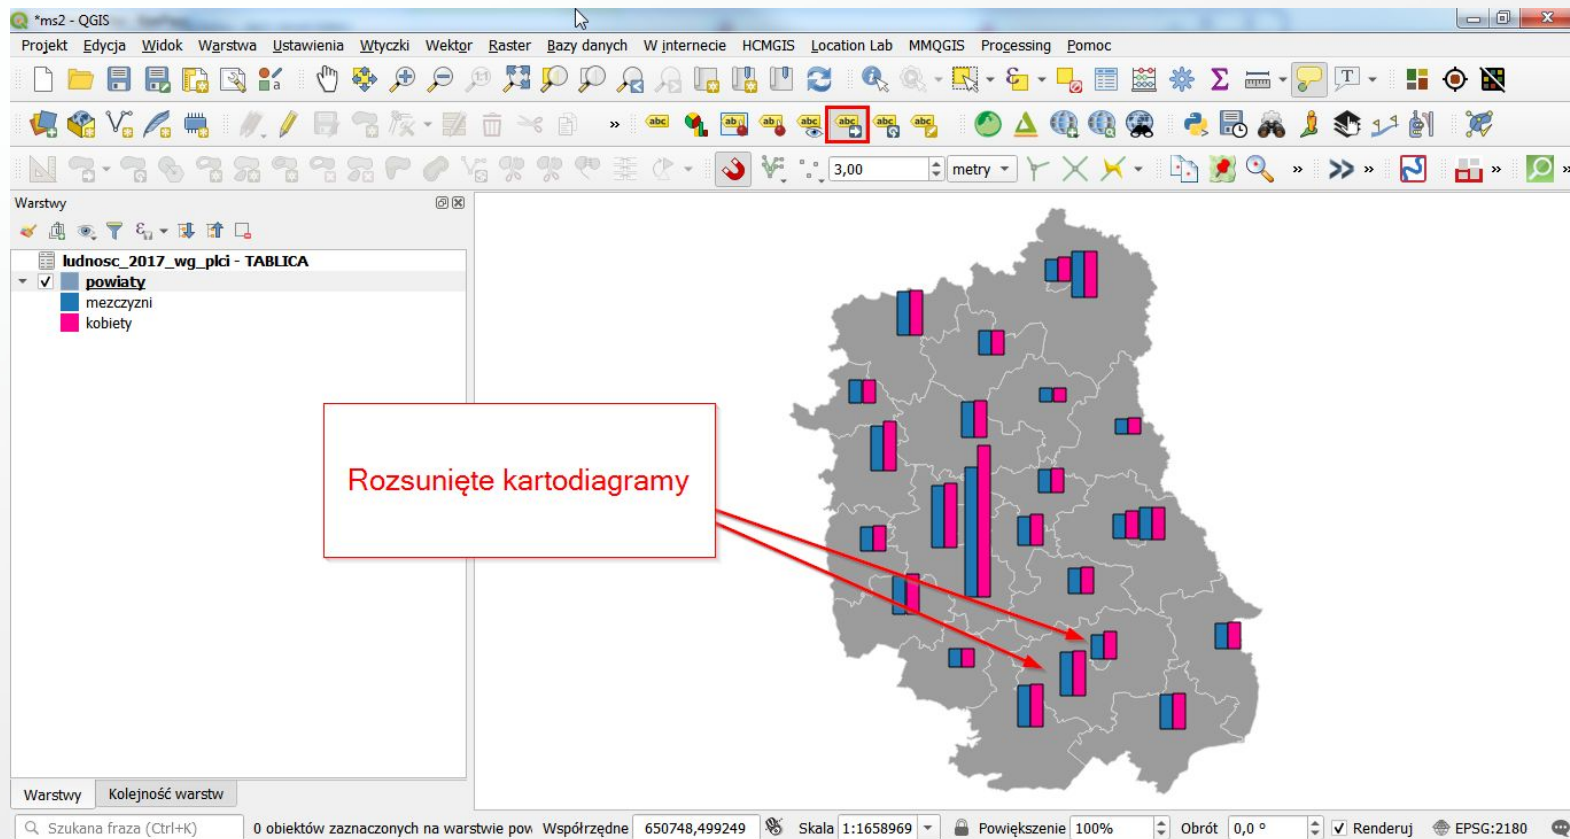 *ms2 - QGIS
Projekt Edycja Widok Warstwa Ustawienia Wtyczki Wektor Raster Bazy danych W internecie HCMGIS Location Lab MMQGIS Processing Pomoc
3,00 metry
Warstwy
ludnosc_2017_wg_plci - TABLICA
powiaty
mezczyzni
kobiety
Rozsunięte kartodiagramy
Warstwy Kolejność warstw
Szukana fraza (Ctrl+K) 0 obiektów zaznaczonych na warstwie pow Współrzędne 650748,499249 Skala 1:1658969 Powiększenie 100% Obrót 0,0 ° Renderuj EPSG:2180